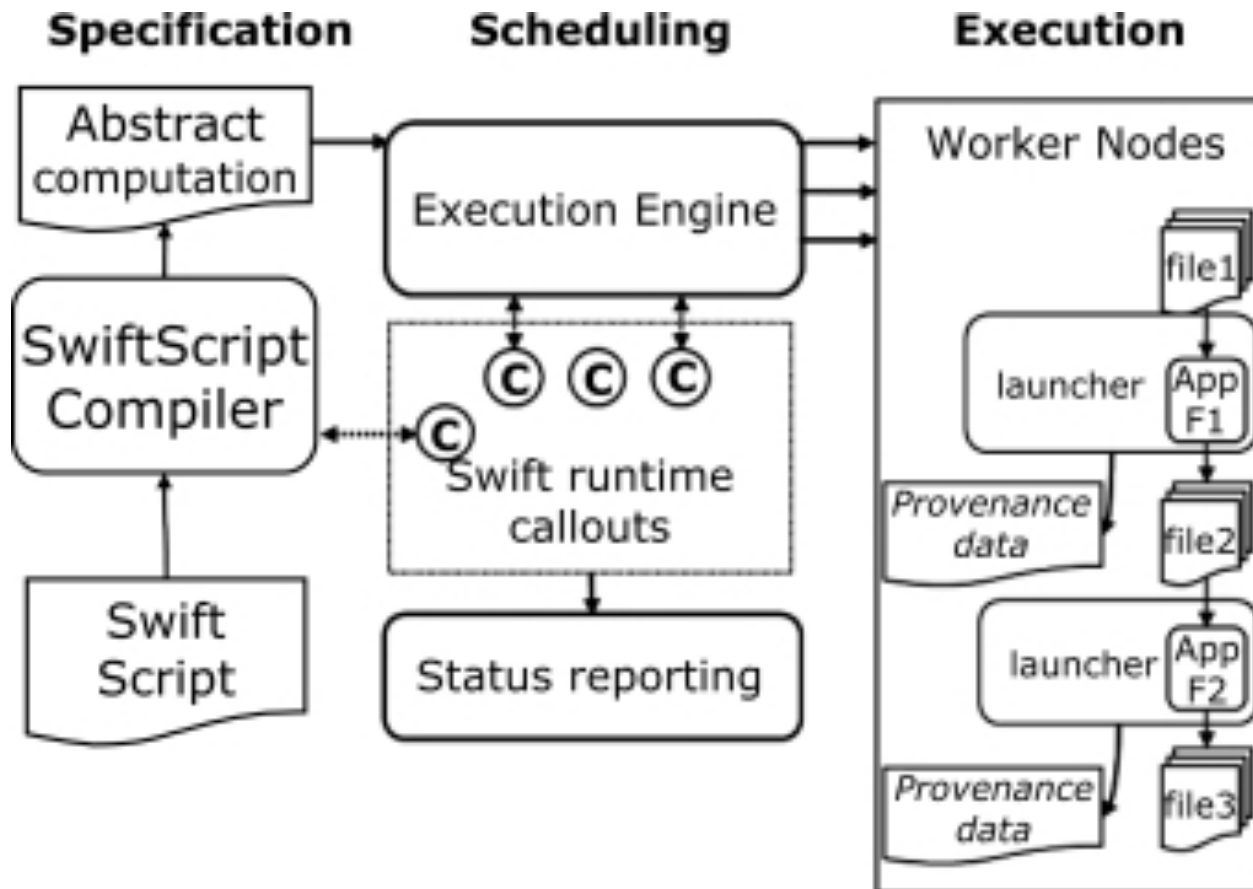 Specification
Scheduling
Execution
Abstract
computation
SwiftScript
Compiler
Swift
Script
Execution Engine
C C C
C
Swift runtime
callouts
Status reporting
Worker Nodes
file1
launcher
App
F1
Provenance
data
file2
launcher
App
F2
Provenance
data
file3